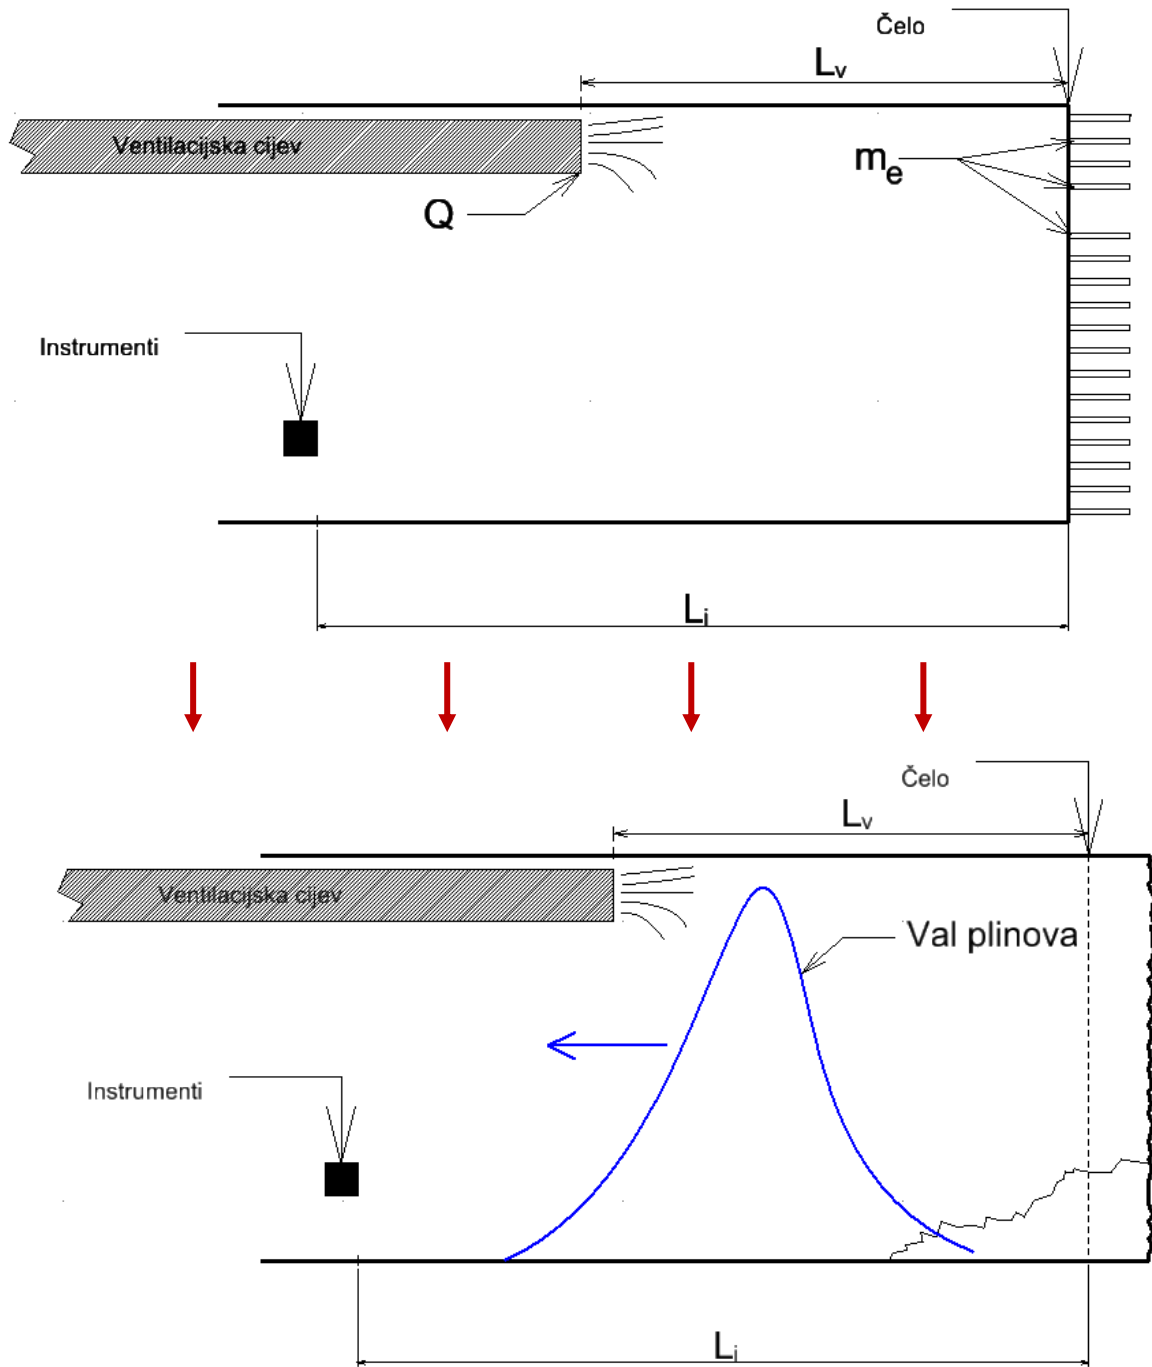 Čelo
Lv
Ventilacijska cijev
me
Q
Instrumenti
Li
Čelo
Lv
Ventilacijska cijev
Val plinova
Instrumenti
Li